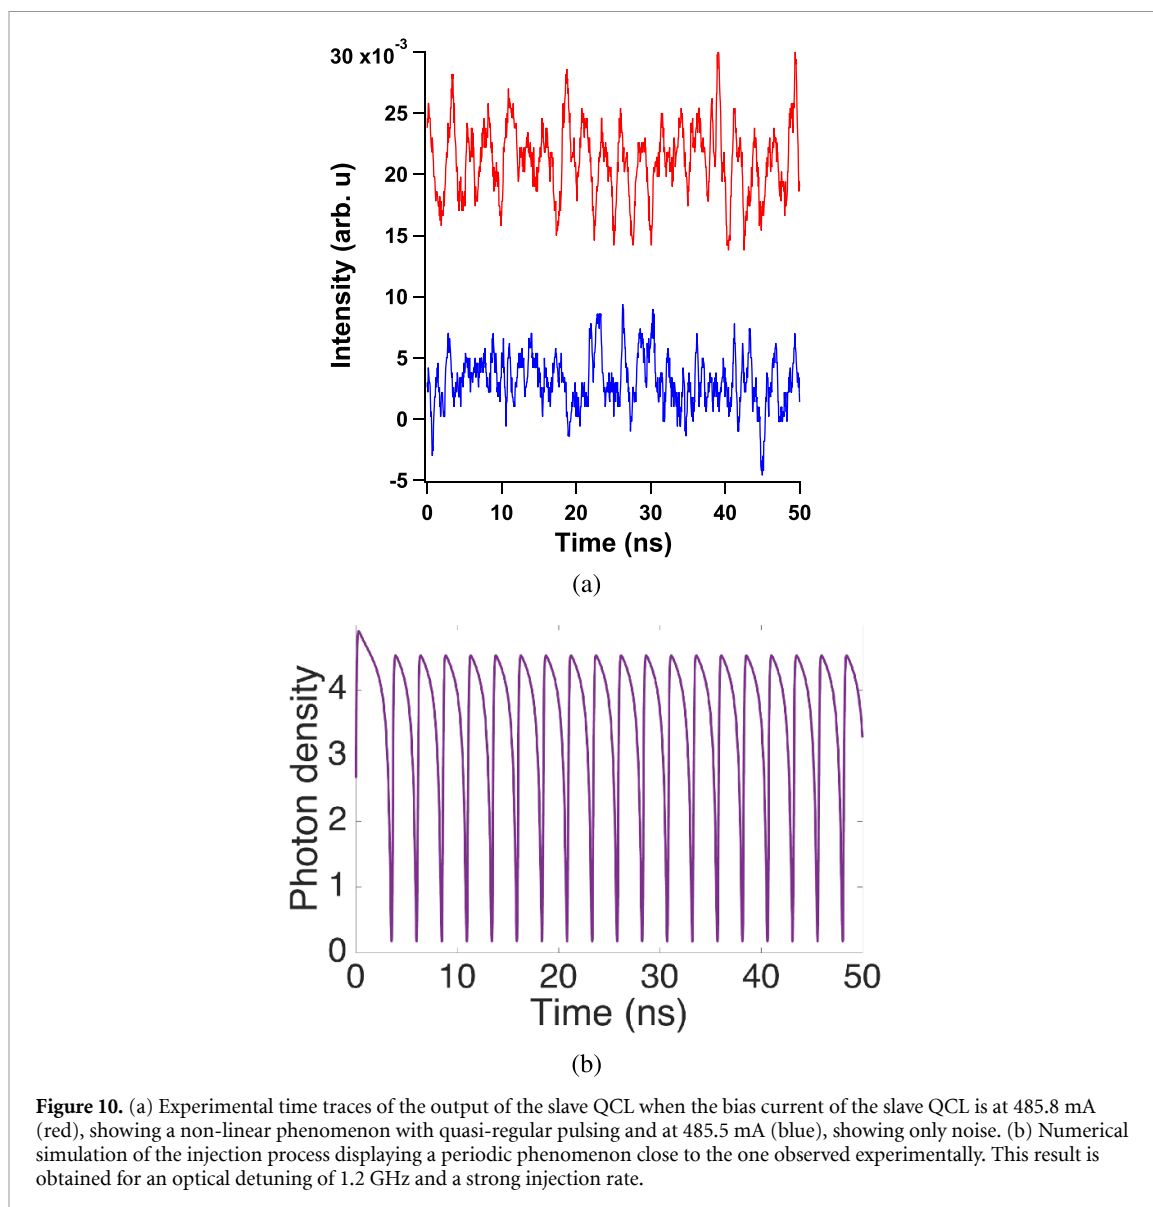 30 x10-3
25
20
15
10
5
0
-5
Intensity (arb. u)
0 10 20 30 40 50
Time (ns)
(a)
4
3
2
1
0
Photon density
0 10 20 30 40 50
Time (ns)
(b)
Figure 10. (a) Experimental time traces of the output of the slave QCL when the bias current of the slave QCL is at 485.8 mA
(red), showing a non-linear phenomenon with quasi-regular pulsing and at 485.5 mA (blue), showing only noise. (b) Numerical
simulation of the injection process displaying a periodic phenomenon close to the one observed experimentally. This result is
obtained for an optical detuning of 1.2 GHz and a strong injection rate.